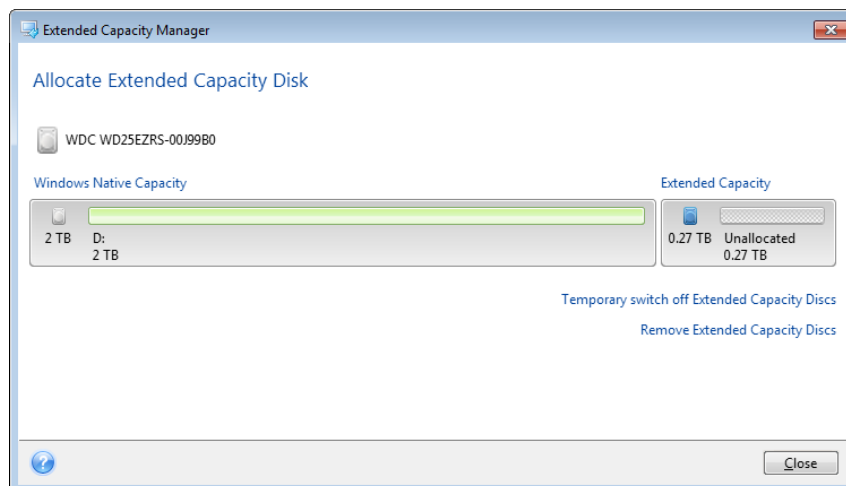 Extended Capacity Manager
Allocate Extended Capacity Disk
WDC WD25EZRS-00J99B0
Windows Native Capacity
Extended Capacity
2 TB
D:
2 TB
0.27 TB
Unallocated
0.27 TB
Temporary switch off Extended Capacity Discs
Remove Extended Capacity Discs
?
Close